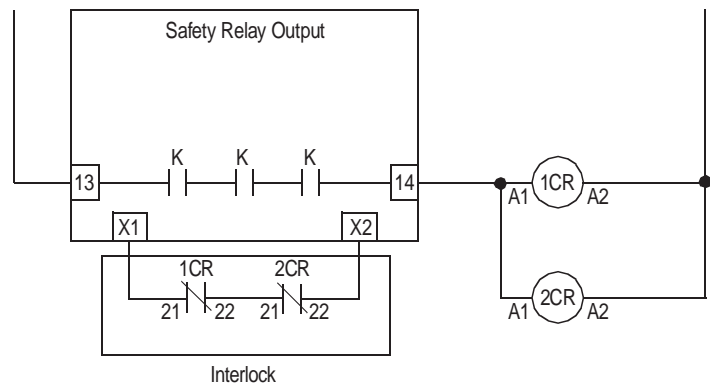 Safety Relay Output
K K K
13 14 1CR
A1 A2
X1 X2
1CR 2CR
21 22 21 22
2CR
A1 A2
Interlock